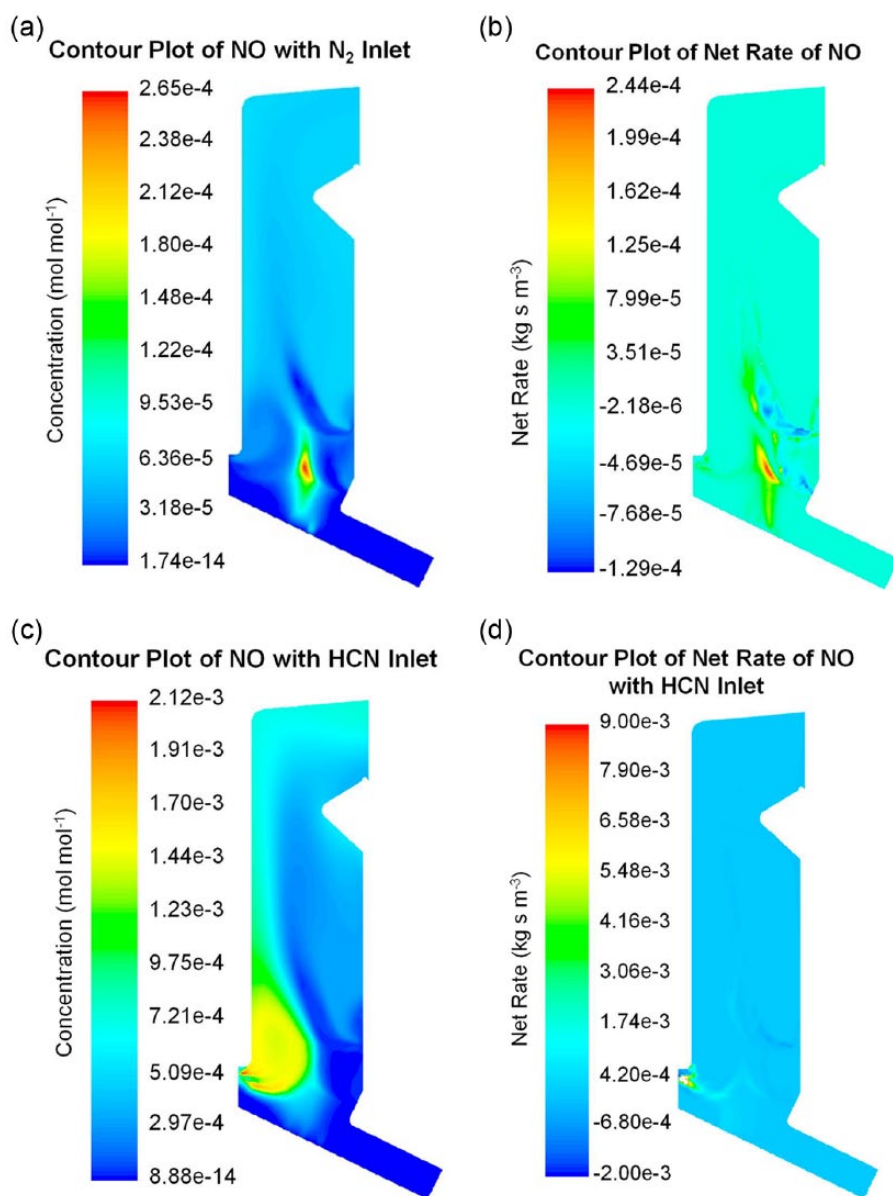 (a)
Contour Plot of NO with N₂ Inlet
Concentration (mol mol⁻¹)
2.65e-4
2.38e-4
2.12e-4
1.80e-4
1.48e-4
1.22e-4
9.53e-5
6.36e-5
3.18e-5
1.74e-14
(b)
Contour Plot of Net Rate of NO
Net Rate (kg s m⁻³)
2.44e-4
1.99e-4
1.62e-4
1.25e-4
7.99e-5
3.51e-5
-2.18e-6
-4.69e-5
-7.68e-5
-1.29e-4
(c)
Contour Plot of NO with HCN Inlet
Concentration (mol mol⁻¹)
2.12e-3
1.91e-3
1.70e-3
1.44e-3
1.23e-3
9.75e-4
7.21e-4
5.09e-4
2.97e-4
8.88e-14
(d)
Contour Plot of Net Rate of NO
with HCN Inlet
Net Rate (kg s m⁻³)
9.00e-3
7.90e-3
6.58e-3
5.48e-3
4.16e-3
3.06e-3
1.74e-3
4.20e-4
-6.80e-4
-2.00e-3